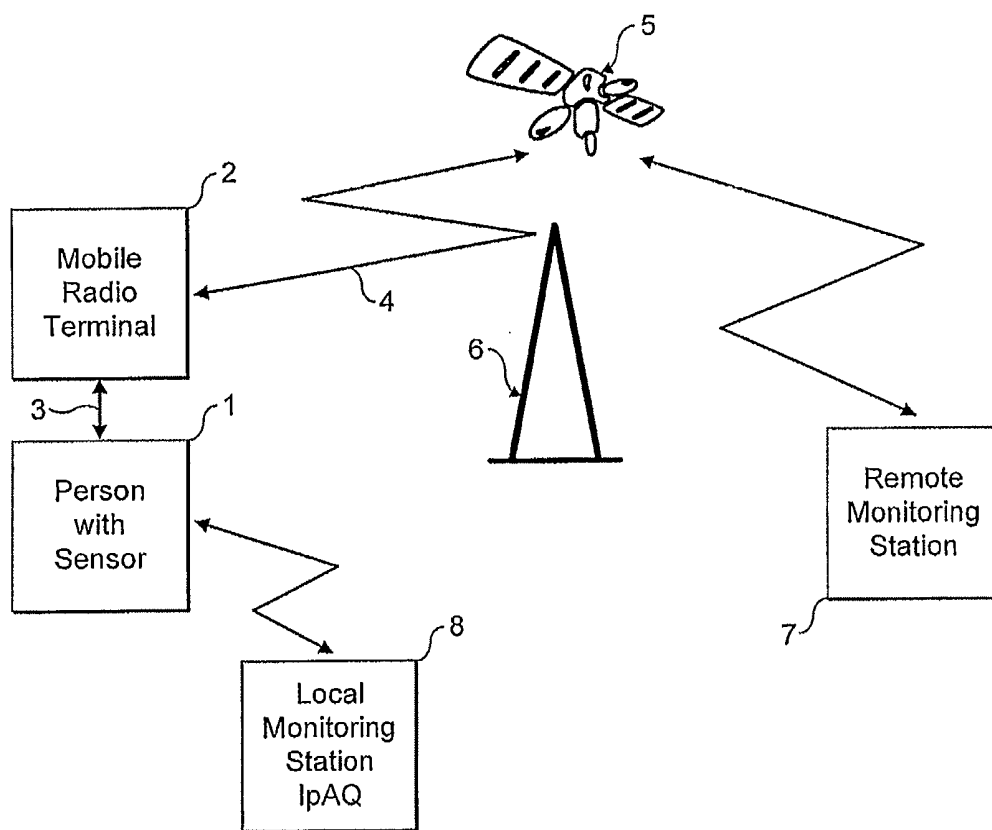 5
2
Mobile
Radio
Terminal
4
6
3
1
Person
with
Sensor
Remote
Monitoring
Station
7
8
Local
Monitoring
Station
IpAQ